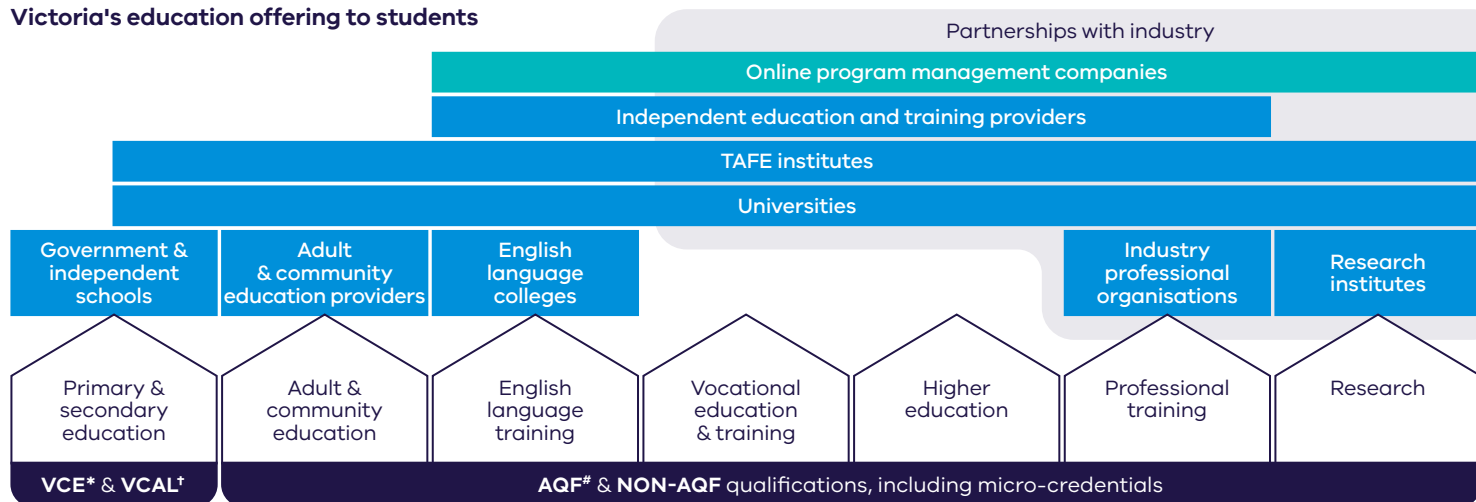 Victoria's education offering to students
Partnerships with industry
Online program management companies
Independent education and training providers
TAFE institutes
Universities
Government &
independent
schools
Adult
& community
education providers
English
language
colleges
Industry
professional
organisations
Research
institutes
Primary &
secondary
education
Adult &
community
education
English
language
training
Vocational
education
& training
Higher
education
Professional
training
Research
VCE* & VCAL†
AQF# & NON-AQF qualifications, including micro-credentials